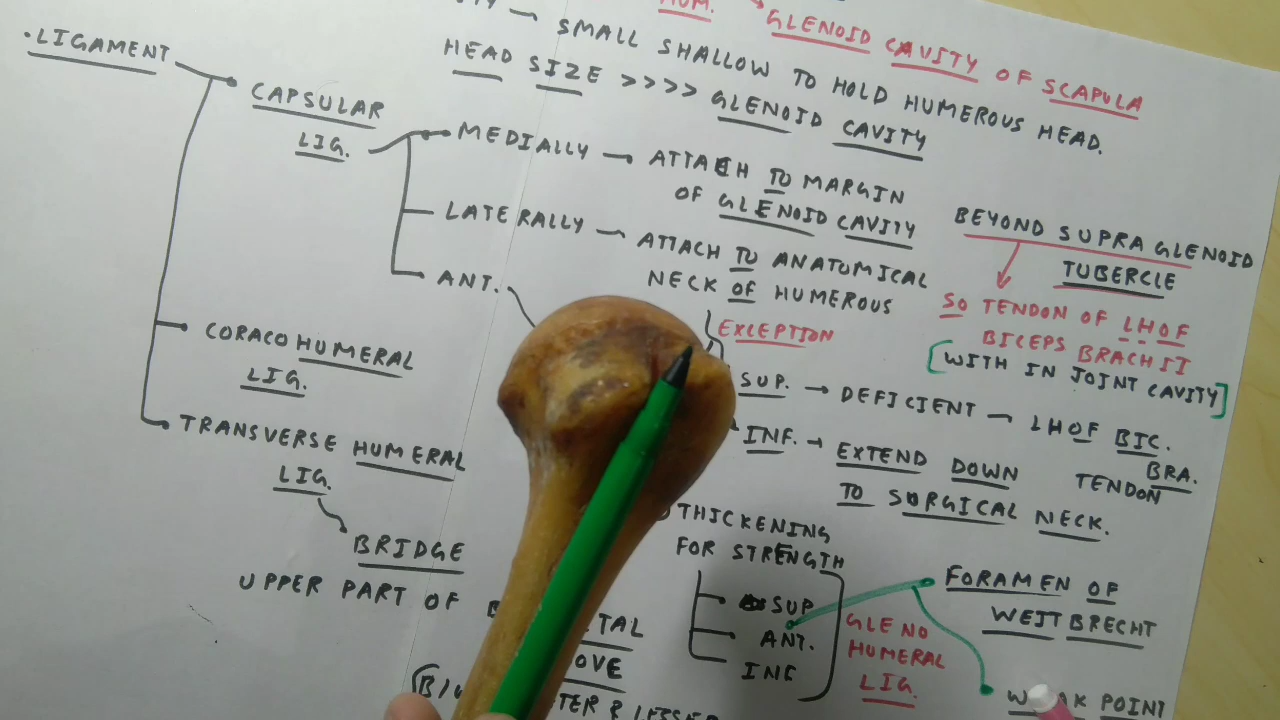 HUM.
GLENOID CAVITY OF SCAPULA
SMALL SHALLOW TO HOLD HUMEROUS HEAD.
HEAD SIZE >>>> GLENOID CAVITY
.LIGAMENT
CAPSULAR
LIG.
MEDIALLY — ATTACH TO MARGIN
OF GLENOID CAVITY
LATERALLY — ATTACH TO ANATOMICAL
NECK OF HUMEROUS
ANT.
EXCEPTION
BEYOND SUPRA GLENOID
TUBERCLE
SO TENDON OF LHOF
BICEPS BRACHII
[WITH IN JOINT CAVITY]
SUP. → DEFICIENT — LHOF BIC.
BRA.
TENDON
INF. → EXTEND DOWN
TO SURGICAL NECK.
CORACO HUMERAL
LIG.
TRANSVERSE HUMERAL
LIG.
BRIDGE
UPPER PART OF
THICKENING
FOR STRENGTH
SUP
ANT.
ING
GLENO
HUMERAL
LIG.
FORAMEN OF
WEITBRECHT
POINT
LESSER